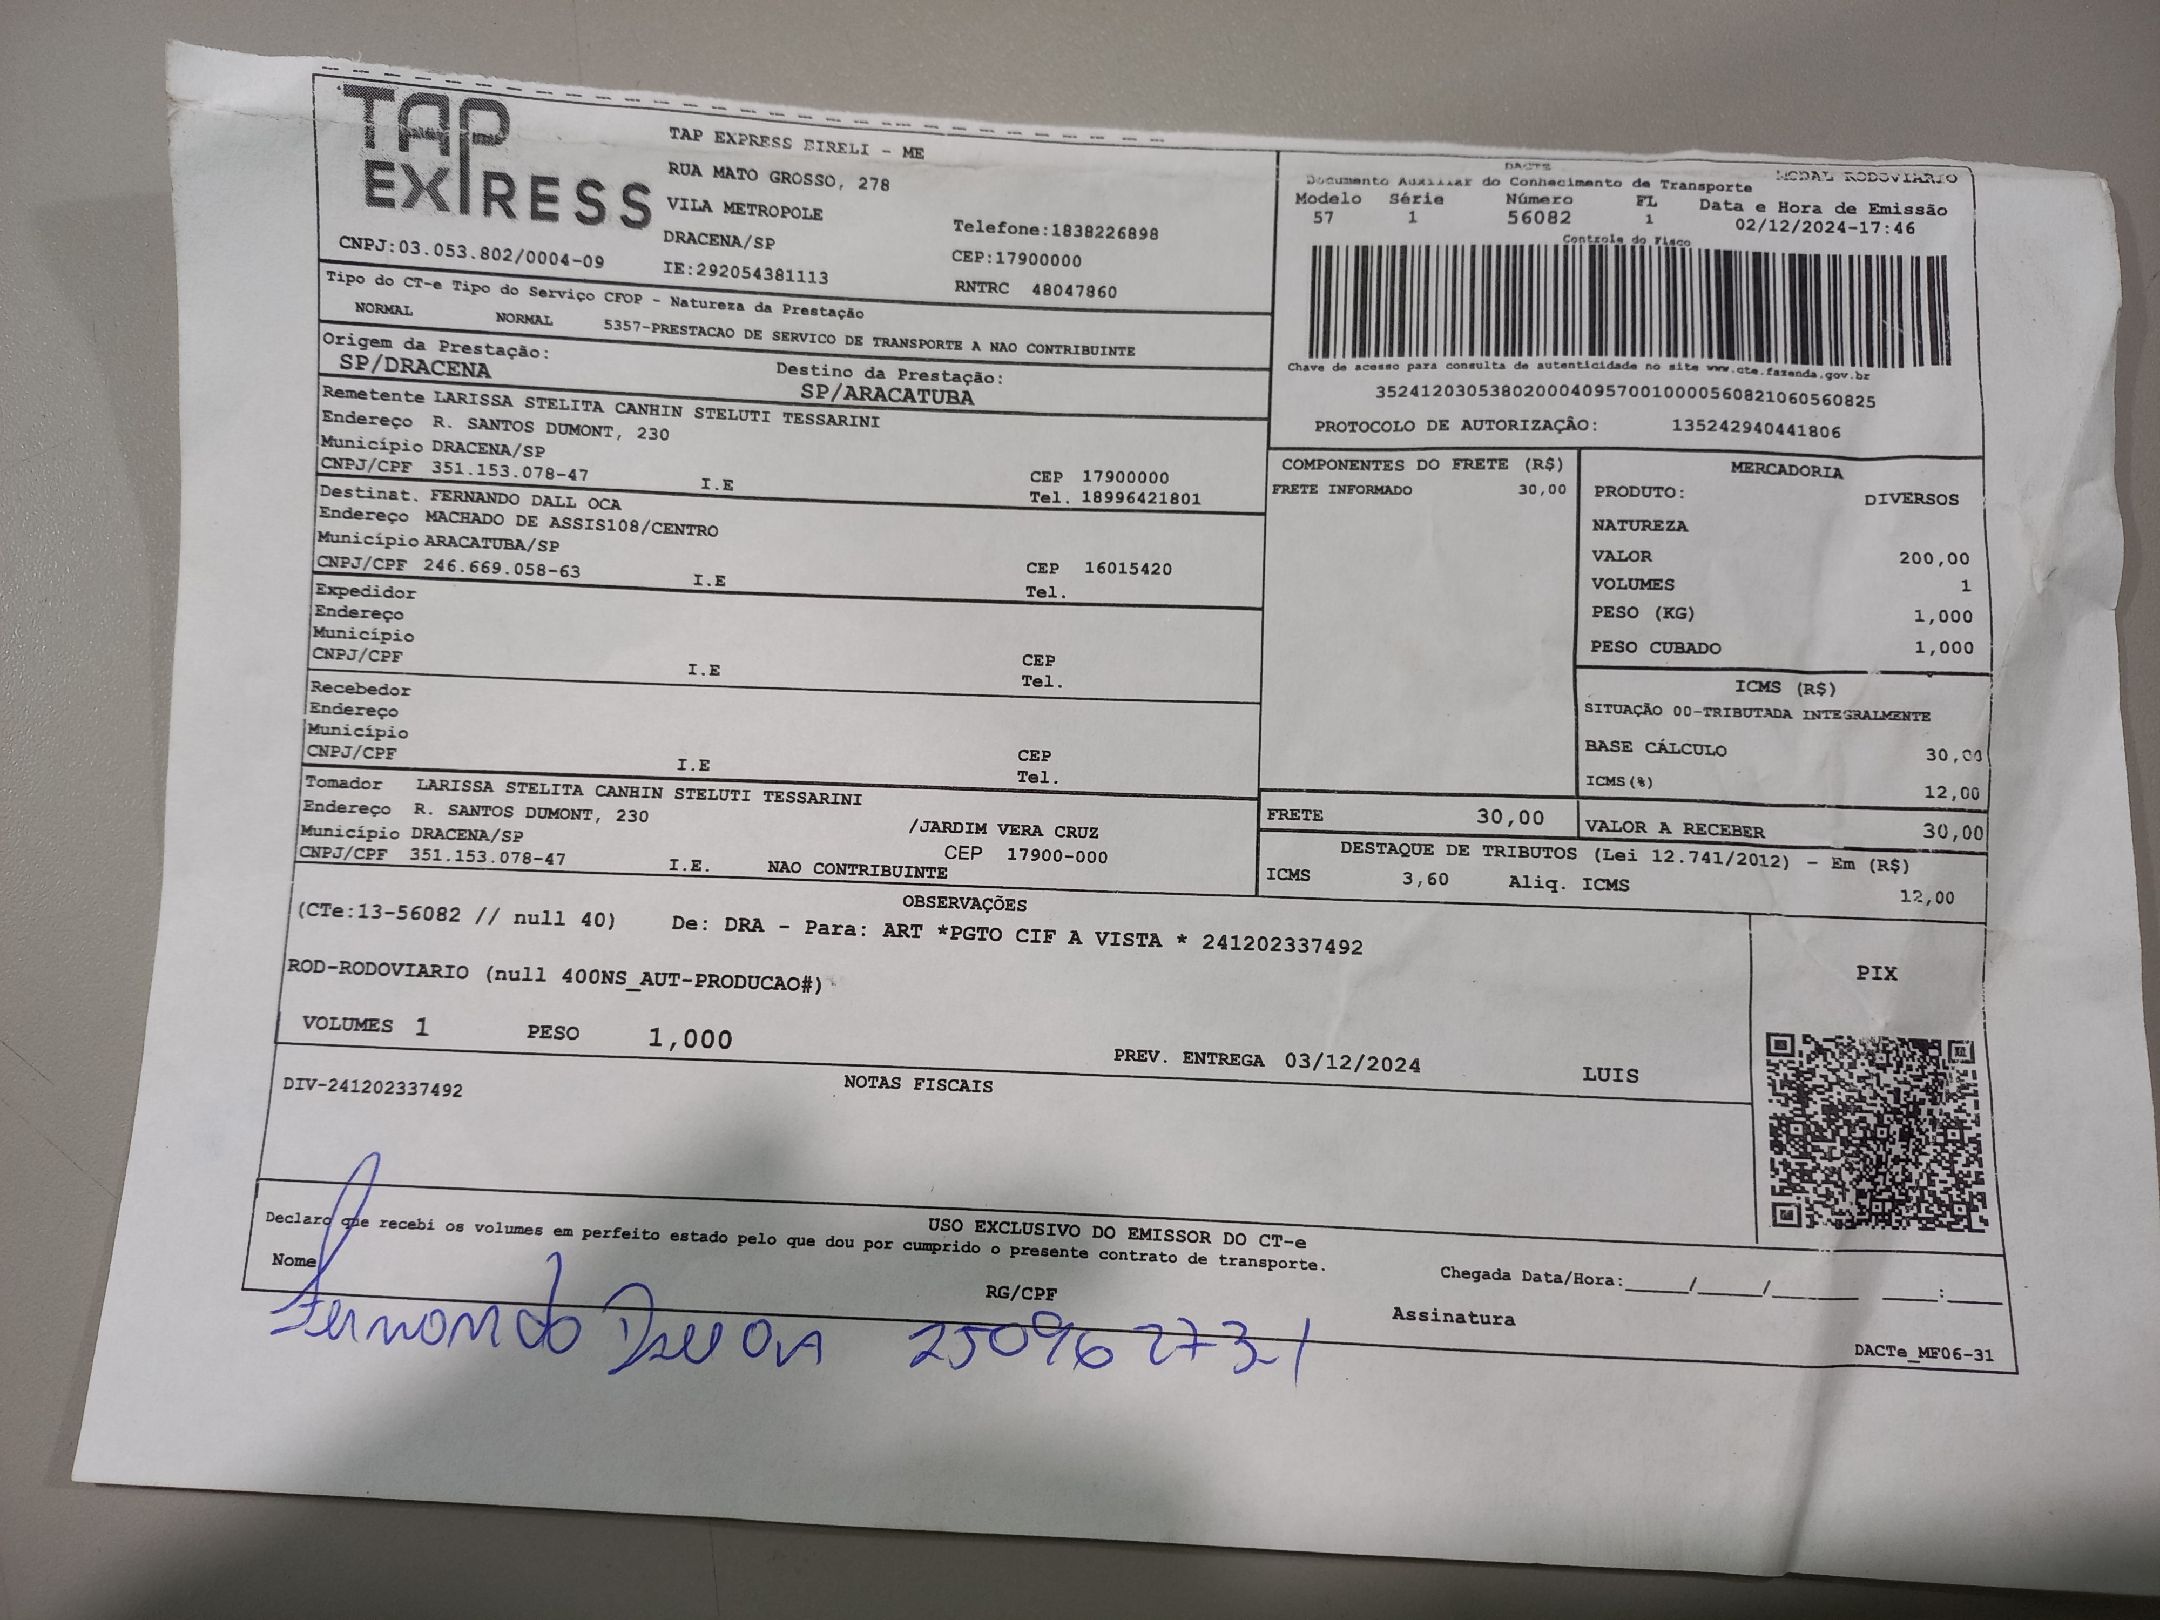 TAP
EXPRESS
CNPJ:03.053.802/0004-09
TAP EXPRESS EIRELI - ME
RUA MATO GROSSO, 278
VILA METROPOLE
DRACENA/SP
IE:292054381113
Telefone:1838226898
CEP:17900000
RNTRC 48047860
DACTE MODAL RODOVIARIO
Documento Auxiliar do Conhecimento de Transporte
Modelo Série Número FL Data e Hora de Emissão
57 1 56082 1 02/12/2024-17:46
Controle do Fisco
Chave de acesso para consulta de autenticidade no site www.cte.fazenda.gov.br
35241203053802000409570010000560821060560825
PROTOCOLO DE AUTORIZAÇÃO: 135242940441806
Tipo do CT-e Tipo do Serviço CFOP - Natureza da Prestação
NORMAL NORMAL 5357-PRESTACAO DE SERVICO DE TRANSPORTE A NAO CONTRIBUINTE
Origem da Prestação: Destino da Prestação:
SP/DRACENA SP/ARACATUBA
Remetente LARISSA STELITA CANHIN STELUTI TESSARINI
Endereço R. SANTOS DUMONT, 230
Município DRACENA/SP CEP 17900000
CNPJ/CPF 351.153.078-47 I.E Tel. 18996421801
Destinat. FERNANDO DALL OCA
Endereço MACHADO DE ASSIS108/CENTRO
Município ARACATUBA/SP CEP 16015420
CNPJ/CPF 246.669.058-63 I.E Tel.
Expedidor
Endereço
Município CEP
CNPJ/CPF I.E Tel.
Recebedor
Endereço
Município CEP
CNPJ/CPF I.E Tel.
Tomador LARISSA STELITA CANHIN STELUTI TESSARINI
Endereço R. SANTOS DUMONT, 230 /JARDIM VERA CRUZ
Município DRACENA/SP CEP 17900-000
CNPJ/CPF 351.153.078-47 I.E. NAO CONTRIBUINTE
COMPONENTES DO FRETE (R$)
FRETE INFORMADO 30,00
MERCADORIA
PRODUTO: DIVERSOS
NATUREZA
VALOR 200,00
VOLUMES 1
PESO (KG) 1,000
PESO CUBADO 1,000
ICMS (R$)
SITUAÇÃO 00-TRIBUTADA INTEGRALMENTE
BASE CÁLCULO 30,00
ICMS(%) 12,00
FRETE 30,00 VALOR A RECEBER 30,00
DESTAQUE DE TRIBUTOS (Lei 12.741/2012) - Em (R$)
ICMS 3,60 Aliq. ICMS 12,00
OBSERVAÇÕES
(CTe:13-56082 // null 40) De: DRA - Para: ART *PGTO CIF A VISTA * 241202337492
ROD-RODOVIARIO (null 400NS_AUT-PRODUCAO#)
VOLUMES 1 PESO 1,000 PREV. ENTREGA 03/12/2024 LUIS
PIX
NOTAS FISCAIS
DIV-241202337492
USO EXCLUSIVO DO EMISSOR DO CT-e
Declaro que recebi os volumes em perfeito estado pelo que dou por cumprido o presente contrato de transporte.
Nome RG/CPF Chegada Data/Hora:_____/_____/_______ _____:_____
Assinatura
Fernando Dall Oca 250962731
DACTe_MF06-31